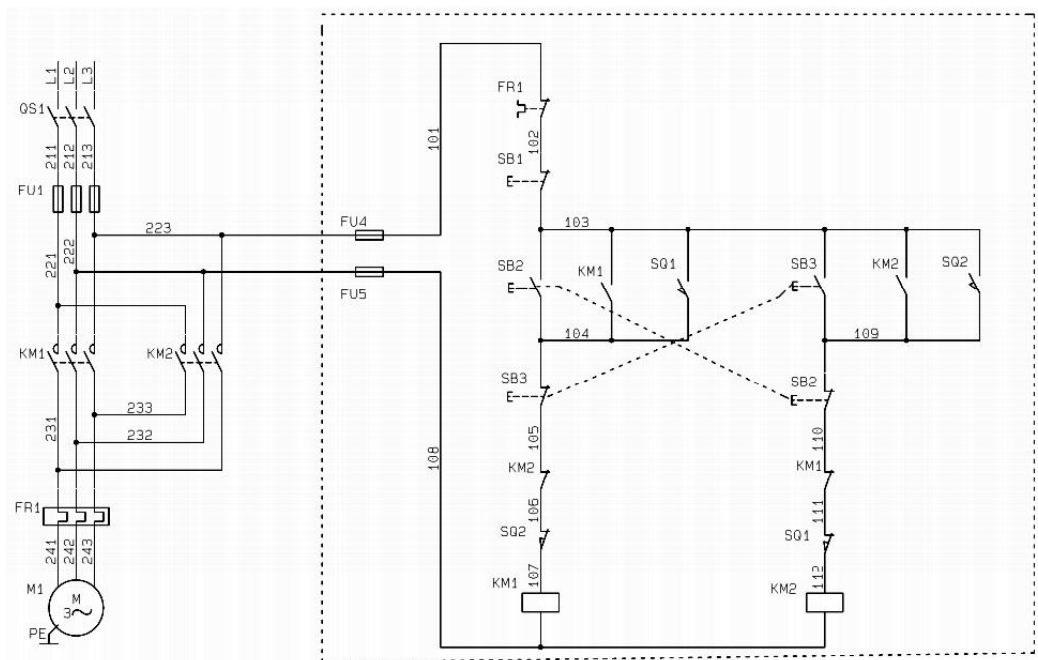 L1 L2 L3
QS1
211 212 213
FU1
223
221 222
KM1 KM2
233
232
231
FR1
241 242 243
M1
M
3~
PE
FU4
FU5
101
108
FR1
102
SB1
103
SB2 KM1 SQ1 SB3 KM2 SQ2
104 109
SB3 SB2
105 110
KM2 KM1
106 111
SQ2 SQ1
107 112
KM1 KM2